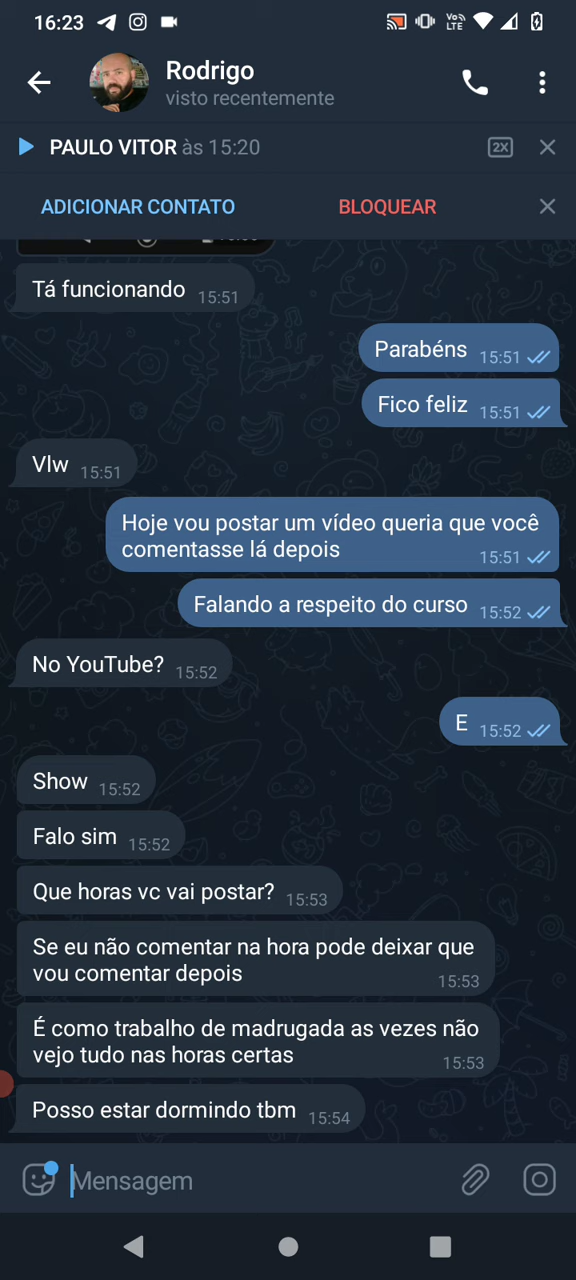 16:23
Vo)) LTE
Rodrigo
visto recentemente
PAULO VITOR às 15:20
2X
ADICIONAR CONTATO
BLOQUEAR
Tá funcionando 15:51
Parabéns 15:51
Fico feliz 15:51
Vlw 15:51
Hoje vou postar um vídeo queria que você
comentasse lá depois 15:51
Falando a respeito do curso 15:52
No YouTube? 15:52
E 15:52
Show 15:52
Falo sim 15:52
Que horas vc vai postar? 15:53
Se eu não comentar na hora pode deixar que
vou comentar depois 15:53
É como trabalho de madrugada as vezes não
vejo tudo nas horas certas 15:53
Posso estar dormindo tbm 15:54
Mensagem